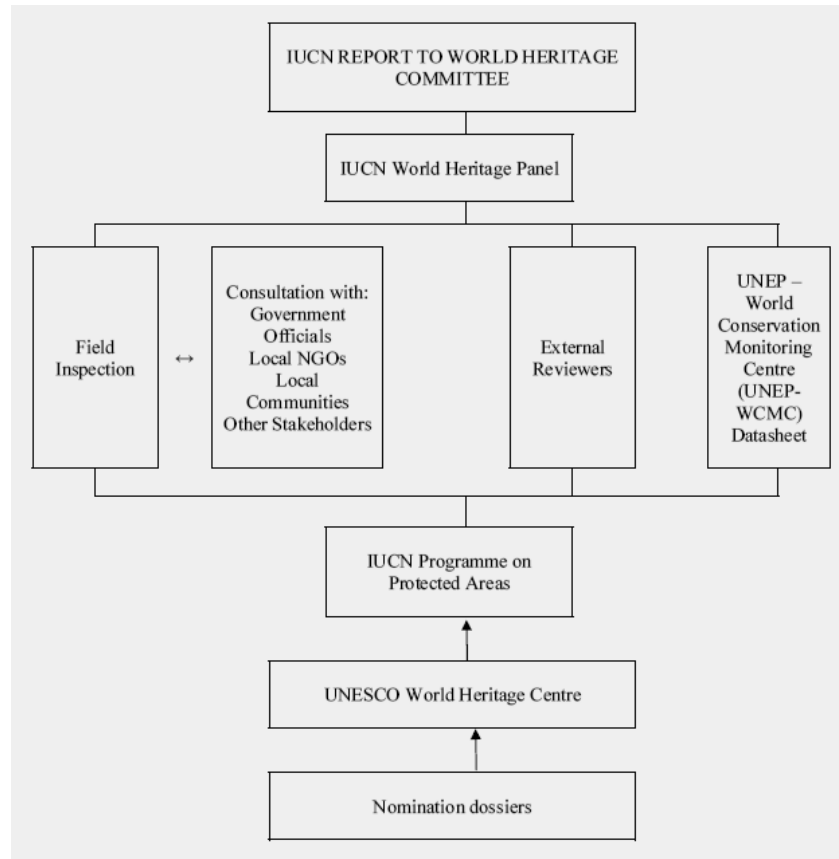 IUCN REPORT TO WORLD HERITAGE
COMMITTEE
IUCN World Heritage Panel
Field
Inspection
↔
Consultation with:
Government
Officials
Local NGOs
Local
Communities
Other Stakeholders
External
Reviewers
UNEP –
World
Conservation
Monitoring
Centre
(UNEP-
WCMC)
Datasheet
IUCN Programme on
Protected Areas
UNESCO World Heritage Centre
Nomination dossiers